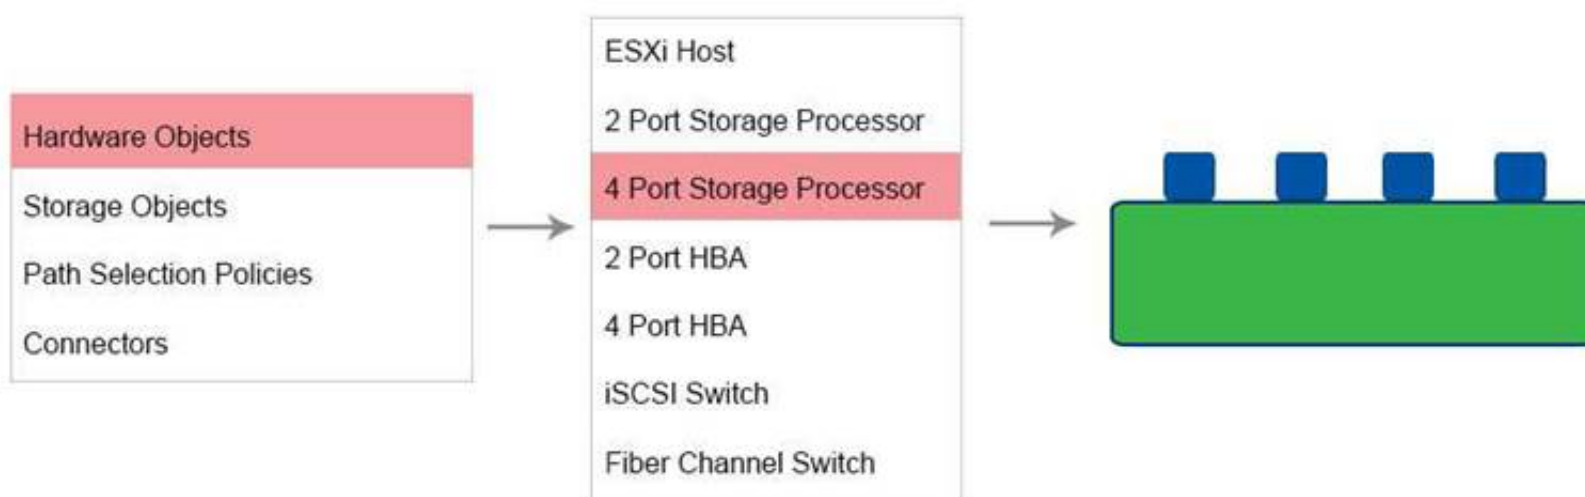 Hardware Objects
Storage Objects
Path Selection Policies
Connectors
ESXi Host
2 Port Storage Processor
4 Port Storage Processor
2 Port HBA
4 Port HBA
iSCSI Switch
Fiber Channel Switch